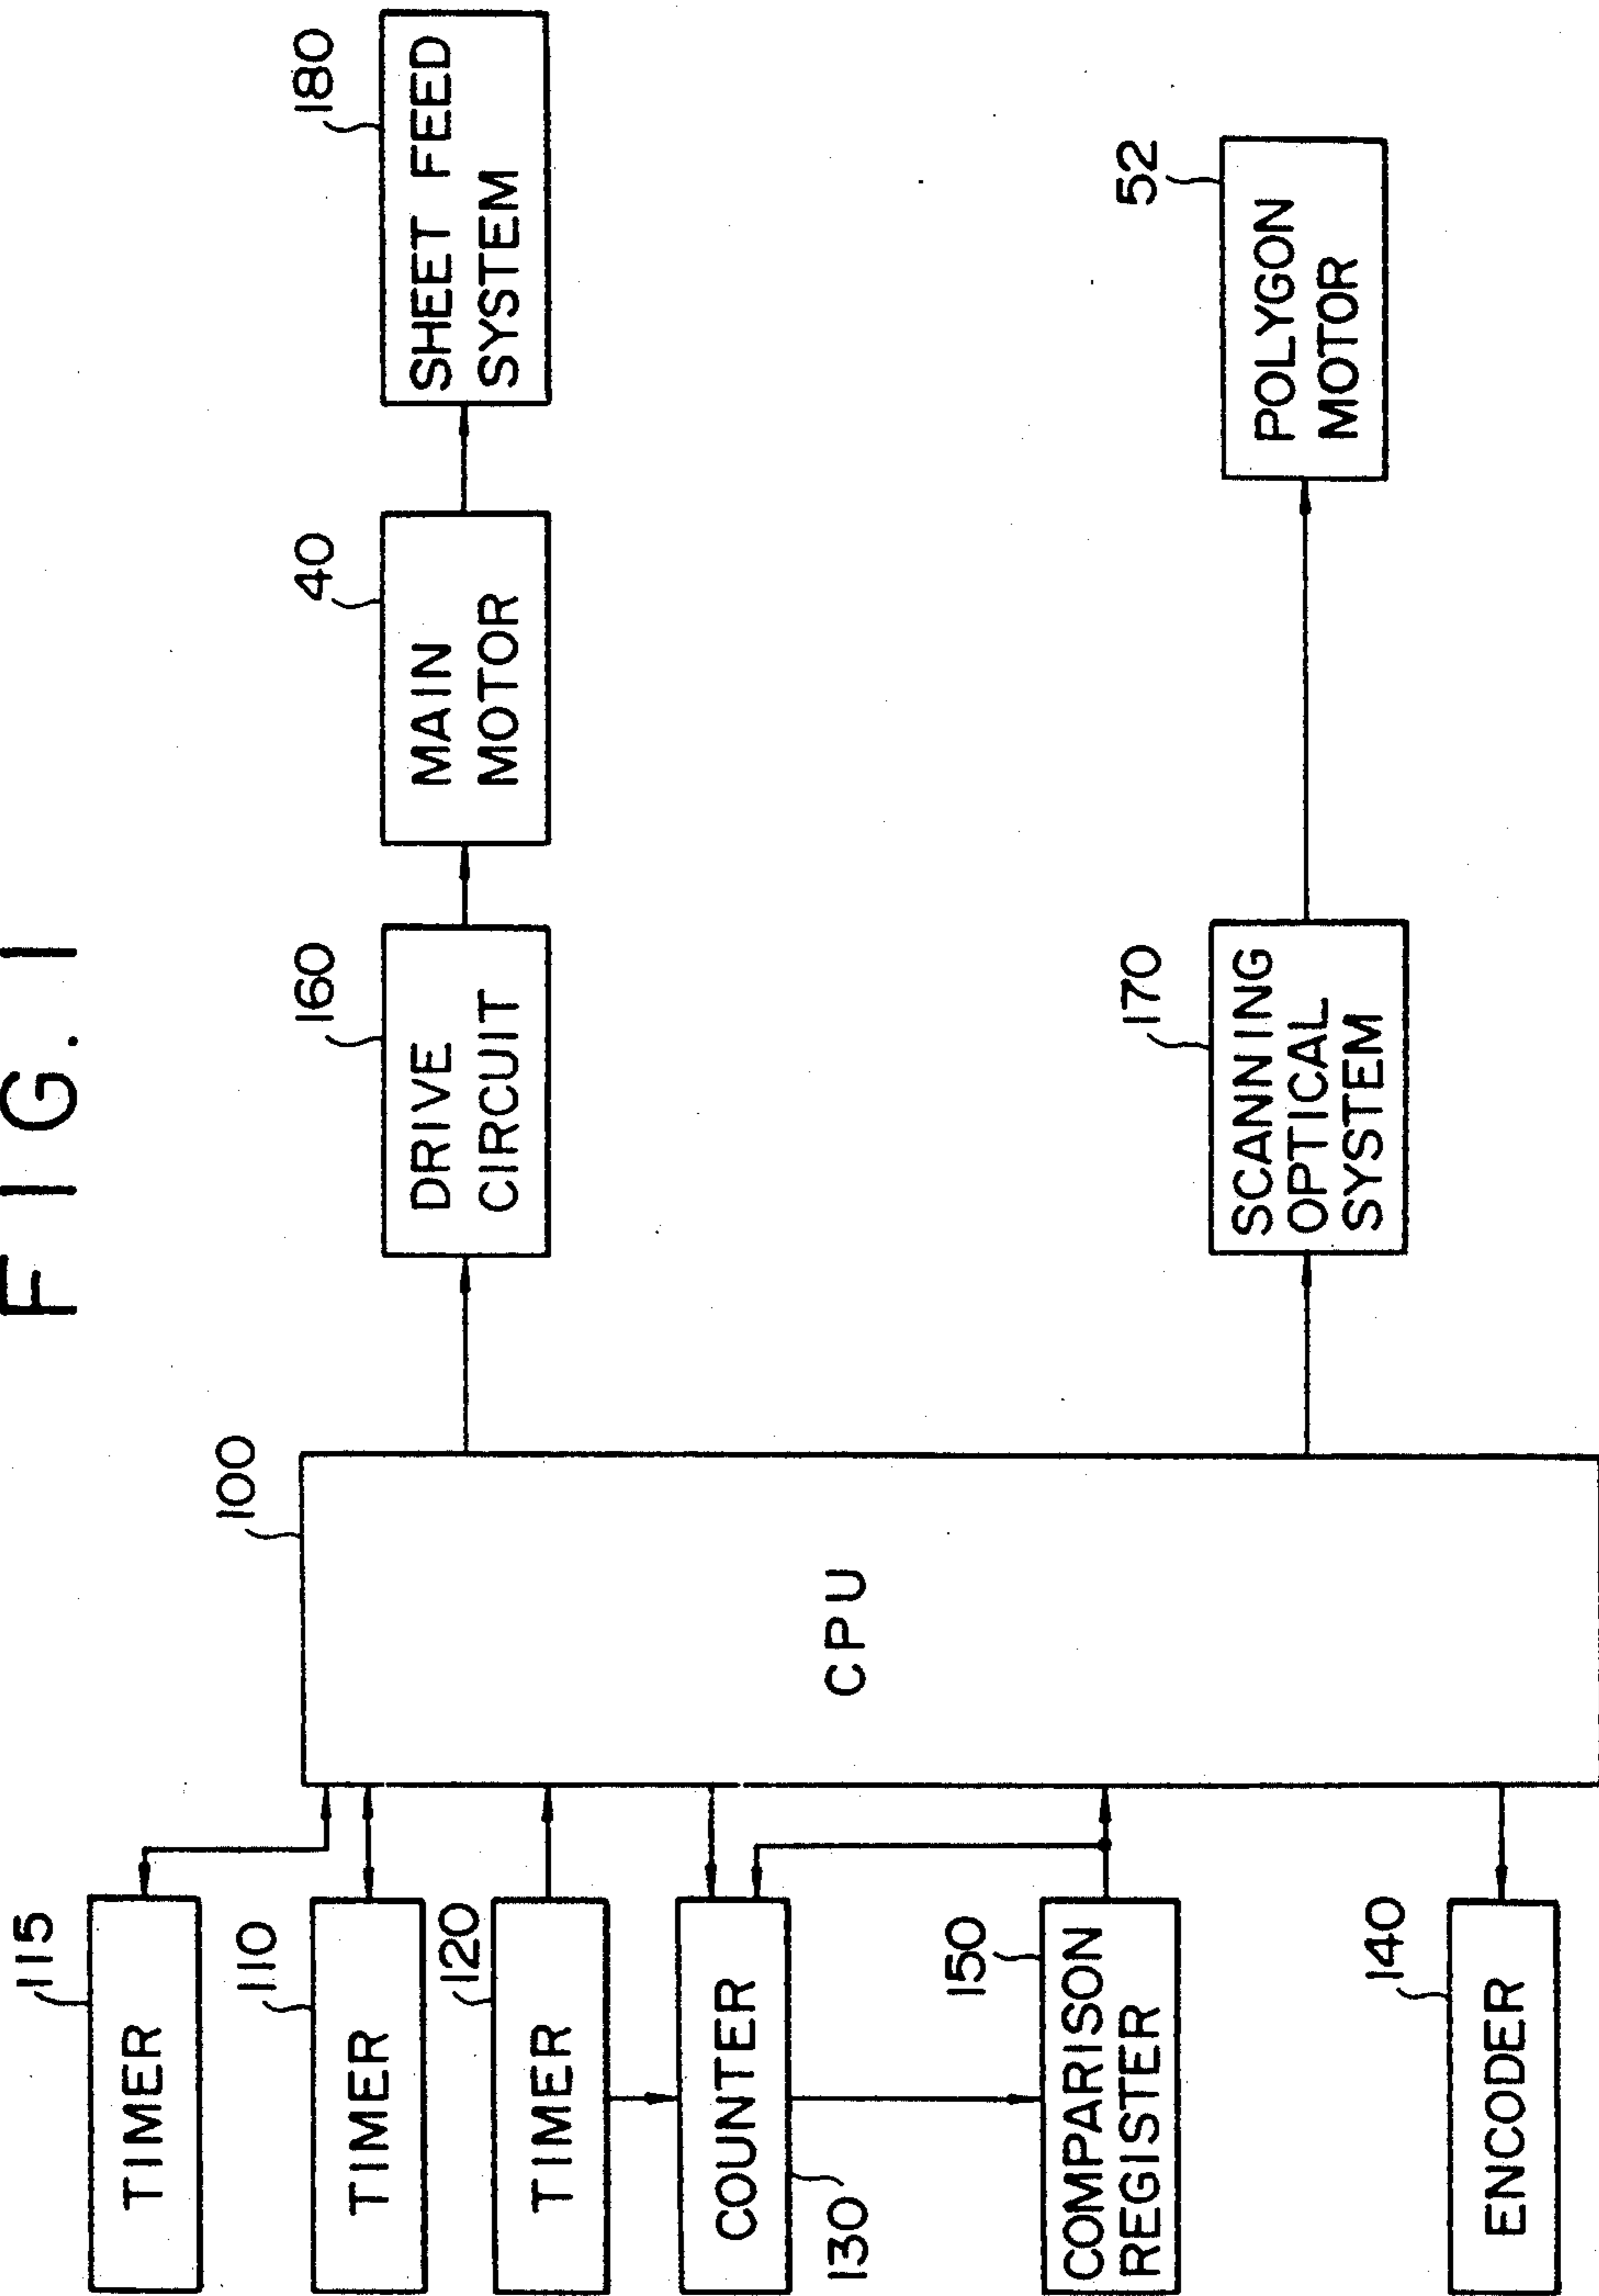 FIG. 1
115
TIMER
110
TIMER
120
TIMER
COUNTER
130
150
COMPARISON
REGISTER
140
ENCODER
100
CPU
160
DRIVE
CIRCUIT
40
MAIN
MOTOR
180
SHEET FEED
SYSTEM
170
SCANNING
OPTICAL
SYSTEM
52
POLYGON
MOTOR